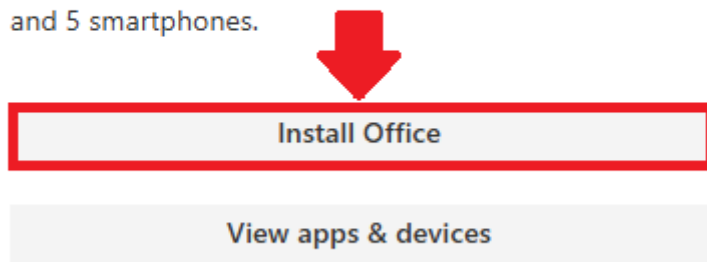 and 5 smartphones.
Install Office
View apps & devices